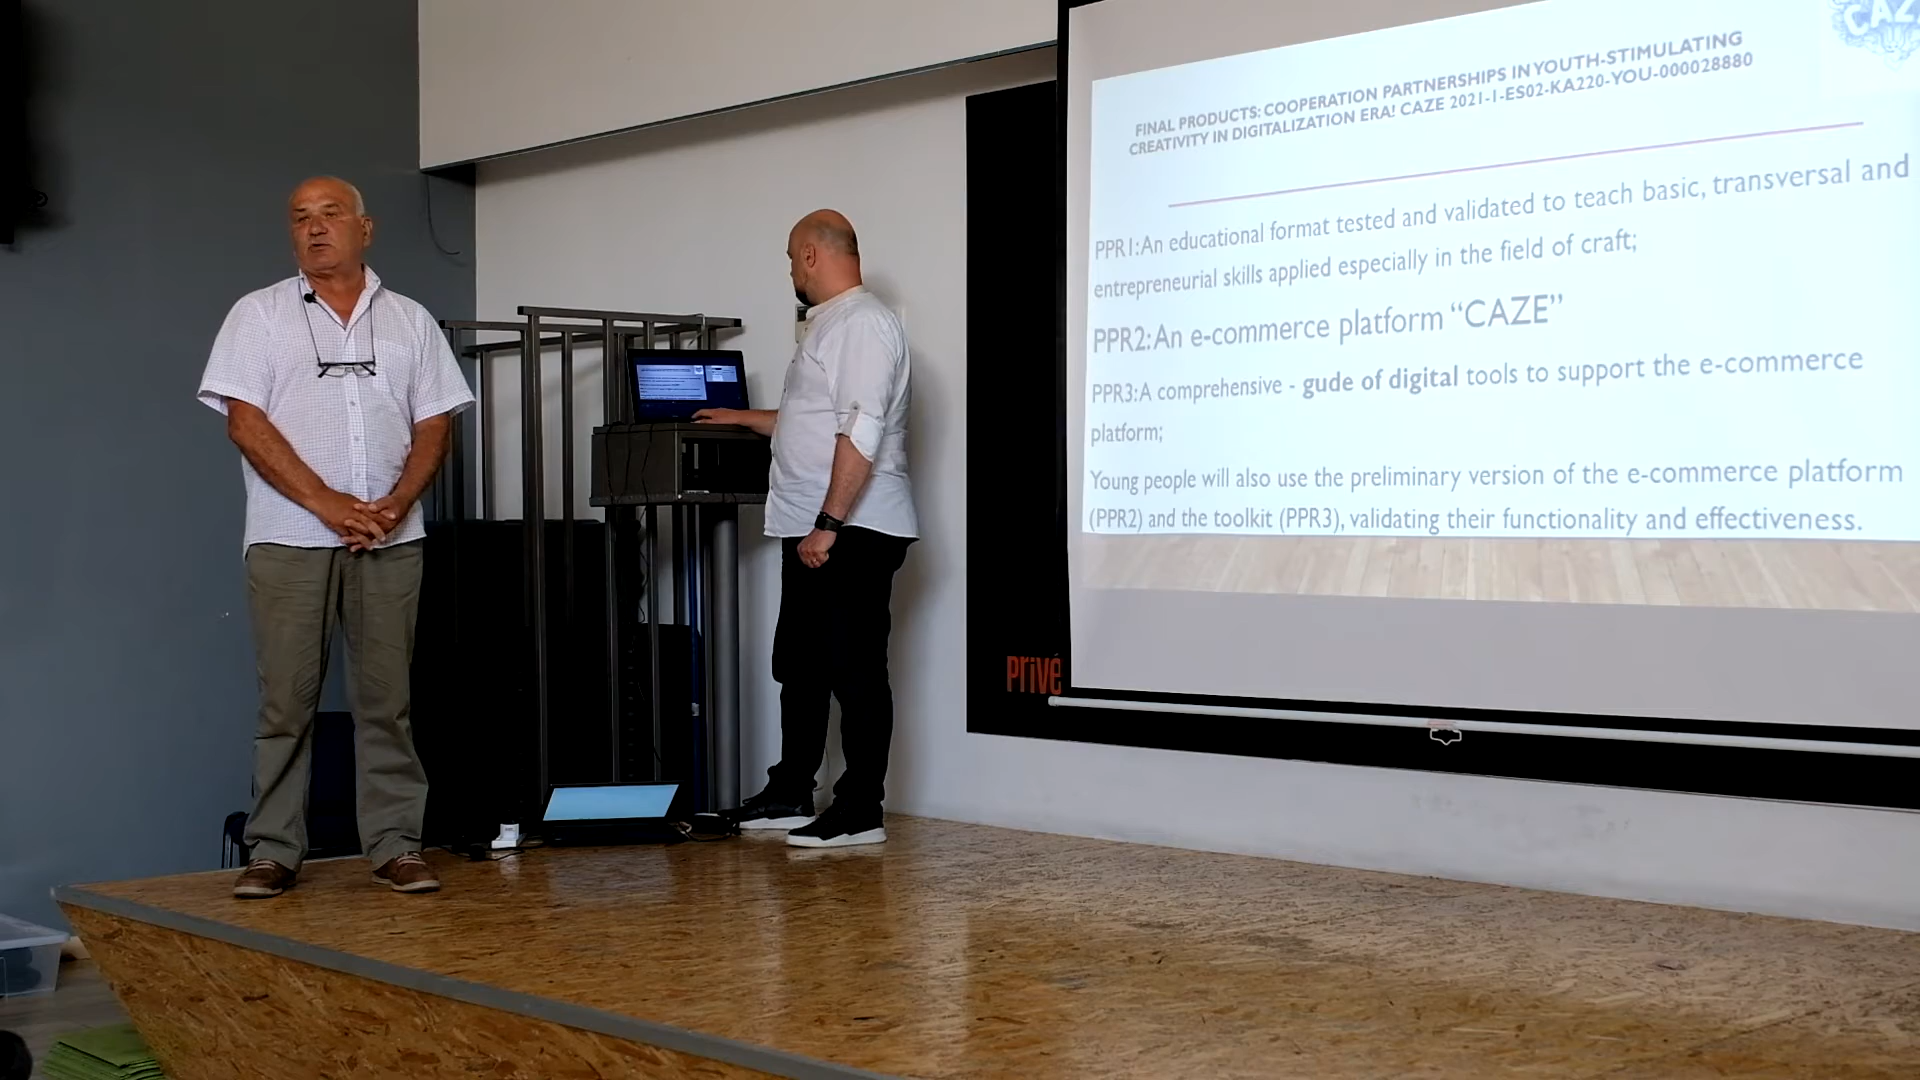 CAZE
FINAL PRODUCTS: COOPERATION PARTNERSHIPS IN YOUTH-STIMULATING
CREATIVITY IN DIGITALIZATION ERA! CAZE 2021-1-ES02-KA220-YOU-000028880
PPR1: An educational format tested and validated to teach basic, transversal and
entrepreneurial skills applied especially in the field of craft;
PPR2: An e-commerce platform “CAZE”
PPR3: A comprehensive - gude of digital tools to support the e-commerce
platform;
Young people will also use the preliminary version of the e-commerce platform
(PPR2) and the toolkit (PPR3), validating their functionality and effectiveness.
privé